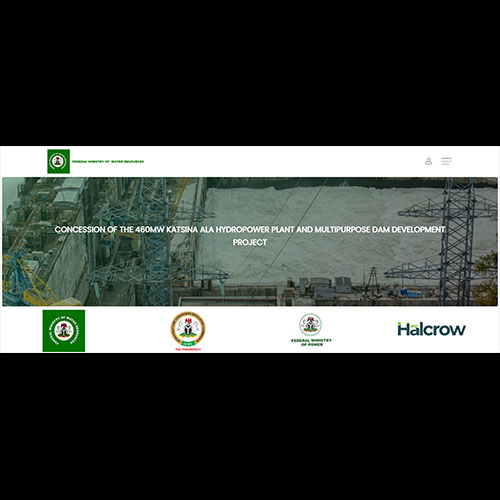 FEDERAL MINISTRY OF WATER RESOURCES
CONCESSION OF THE 460MW KATSINA ALA HYDROPOWER PLANT AND MULTIPURPOSE DAM DEVELOPMENT
PROJECT
THE PRESIDENCY
FEDERAL MINISTRY
OF POWER
Halcrow